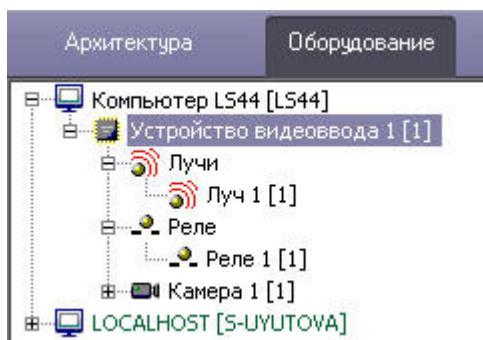 Архитектура
Оборудование
Компьютер LS44 [LS44]
Устройство видеоввода 1 [1]
Лучи
Луч 1 [1]
Реле
Реле 1 [1]
Камера 1 [1]
LOCALHOST [S-UYUTOVA]